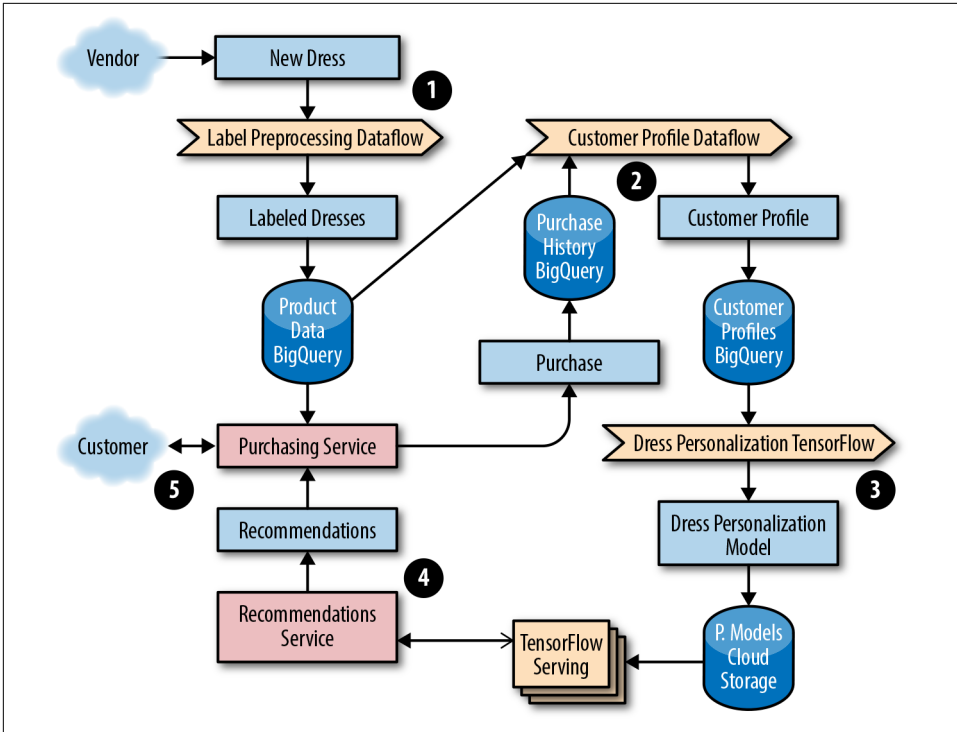 Vendor
New Dress
1
Label Preprocessing Dataflow
Customer Profile Dataflow
2
Labeled Dresses
Purchase
History
BigQuery
Customer Profile
Product
Data
BigQuery
Customer
Profiles
BigQuery
Purchase
Customer
Purchasing Service
Dress Personalization TensorFlow
5
3
Recommendations
Dress Personalization
Model
4
Recommendations
Service
TensorFlow
Serving
P. Models
Cloud
Storage